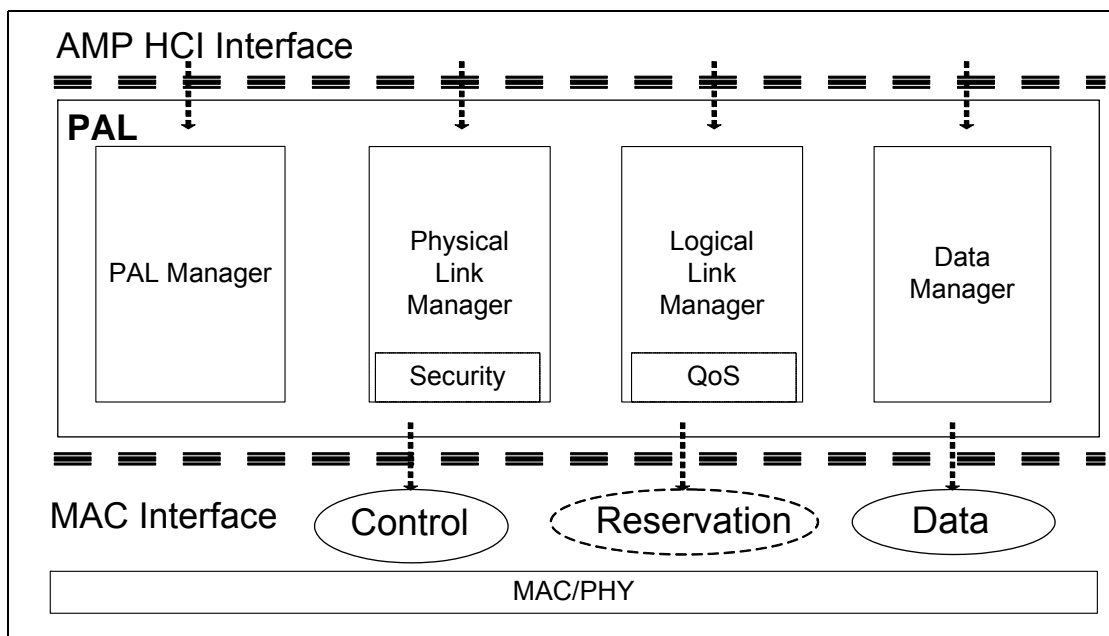 AMP HCI Interface
PAL
PAL Manager
Physical
Link
Manager
Security
Logical
Link
Manager
QoS
Data
Manager
MAC Interface
Control
Reservation
Data
MAC/PHY